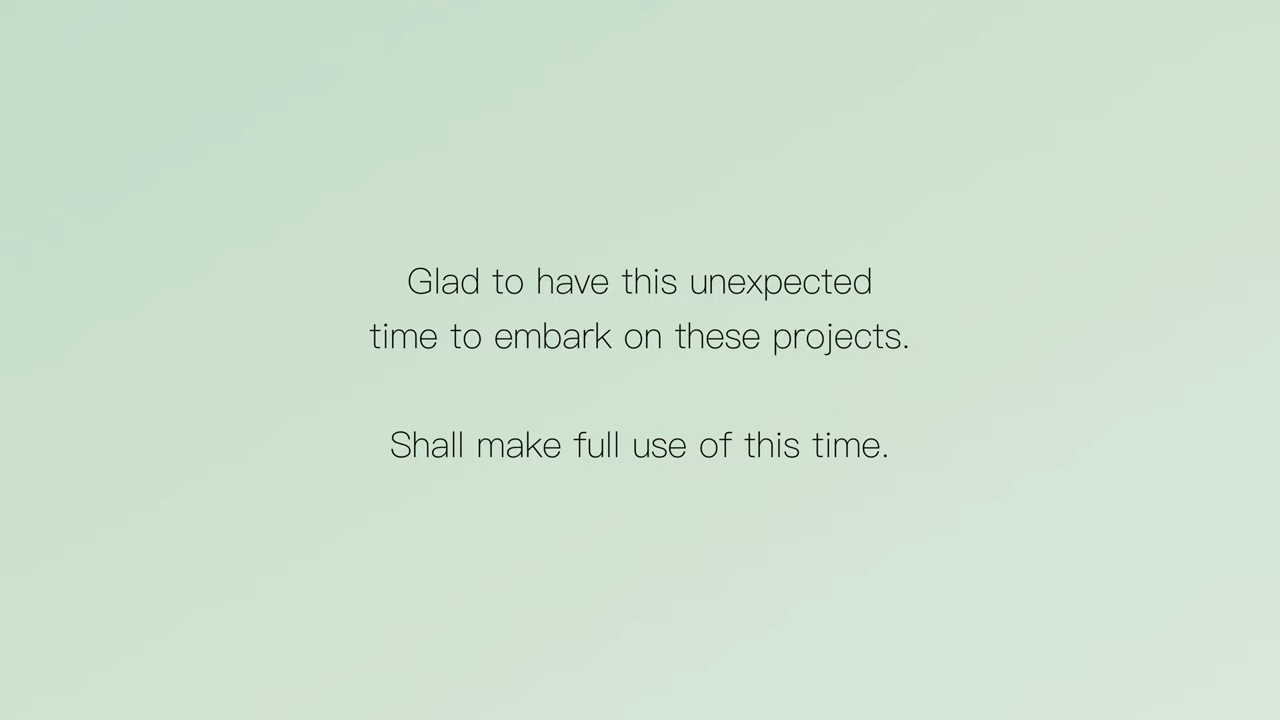 Glad to have this unexpected
time to embark on these projects.
Shall make full use of this time.